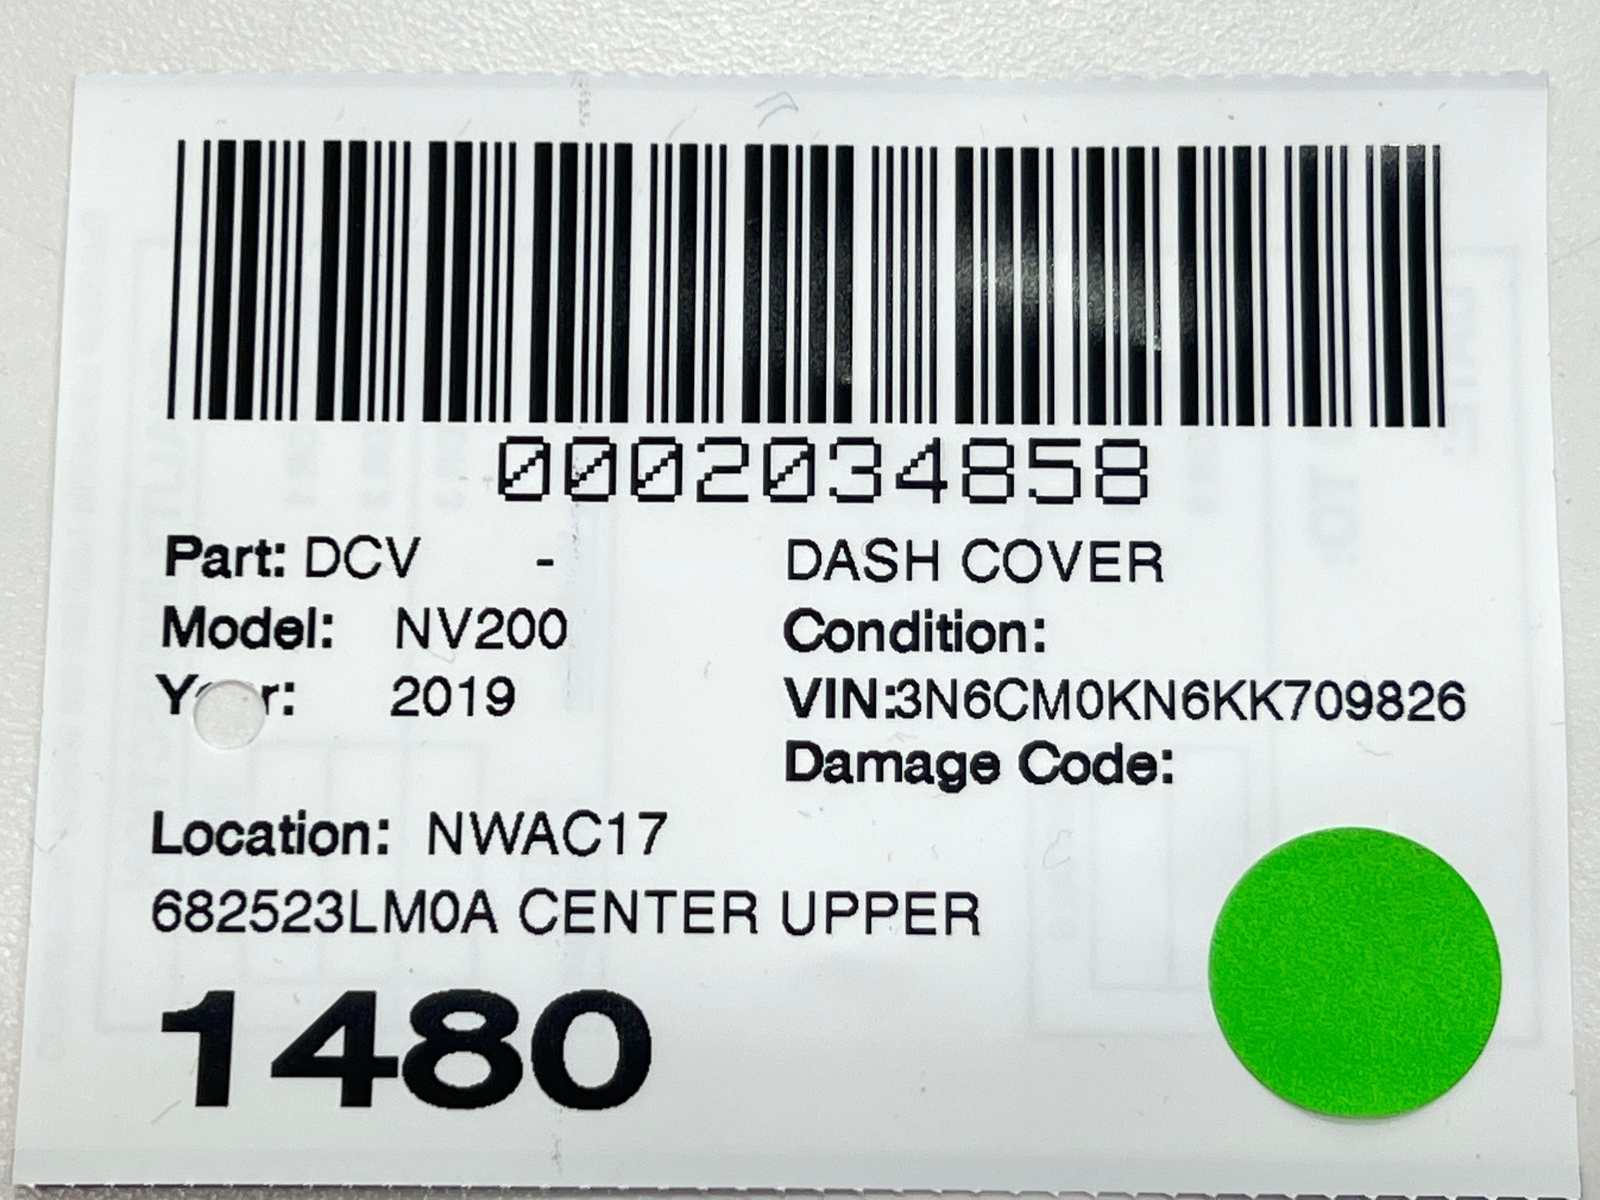 0002034858
Part: DCV - DASH COVER
Model: NV200 Condition:
2019 VIN:3N6CM0KN6KK709826
Damage Code:
Location: NWAC17
682523LM0A CENTER UPPER
1480